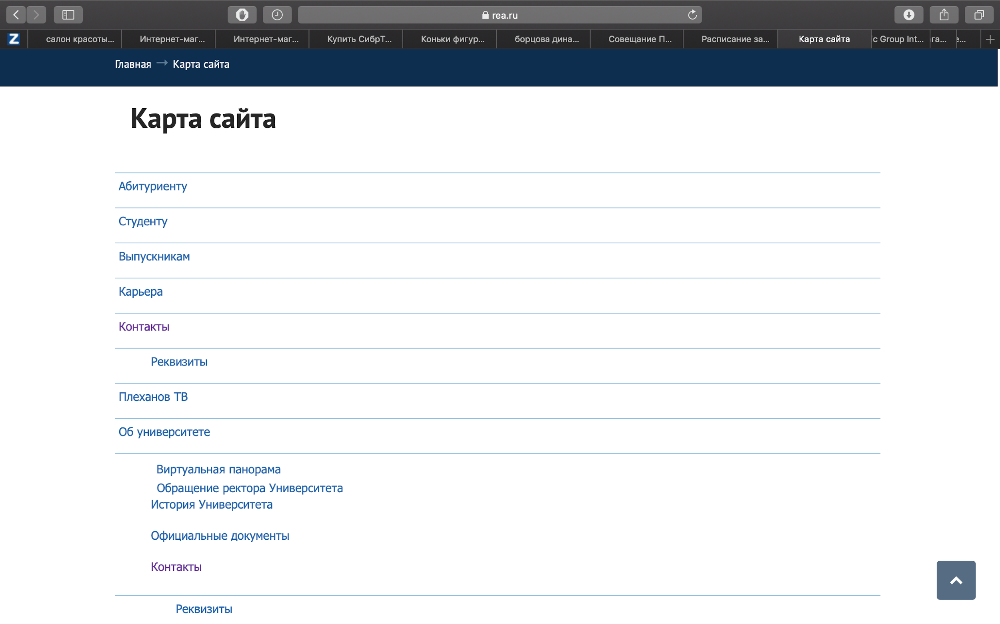 rea.ru
Z
салон красоты...
Интернет-маг...
Интернет-маг...
Купить СибрТ...
Коньки фигур...
борцова дина...
Совещание П...
Расписание за...
Карта сайта
ic Group Int...
га...
е...
Главная → Карта сайта
Карта сайта
Абитуриенту
Студенту
Выпускникам
Карьера
Контакты
Реквизиты
Плеханов ТВ
Об университете
Виртуальная панорама
Обращение ректора Университета
История Университета
Официальные документы
Контакты
Реквизиты